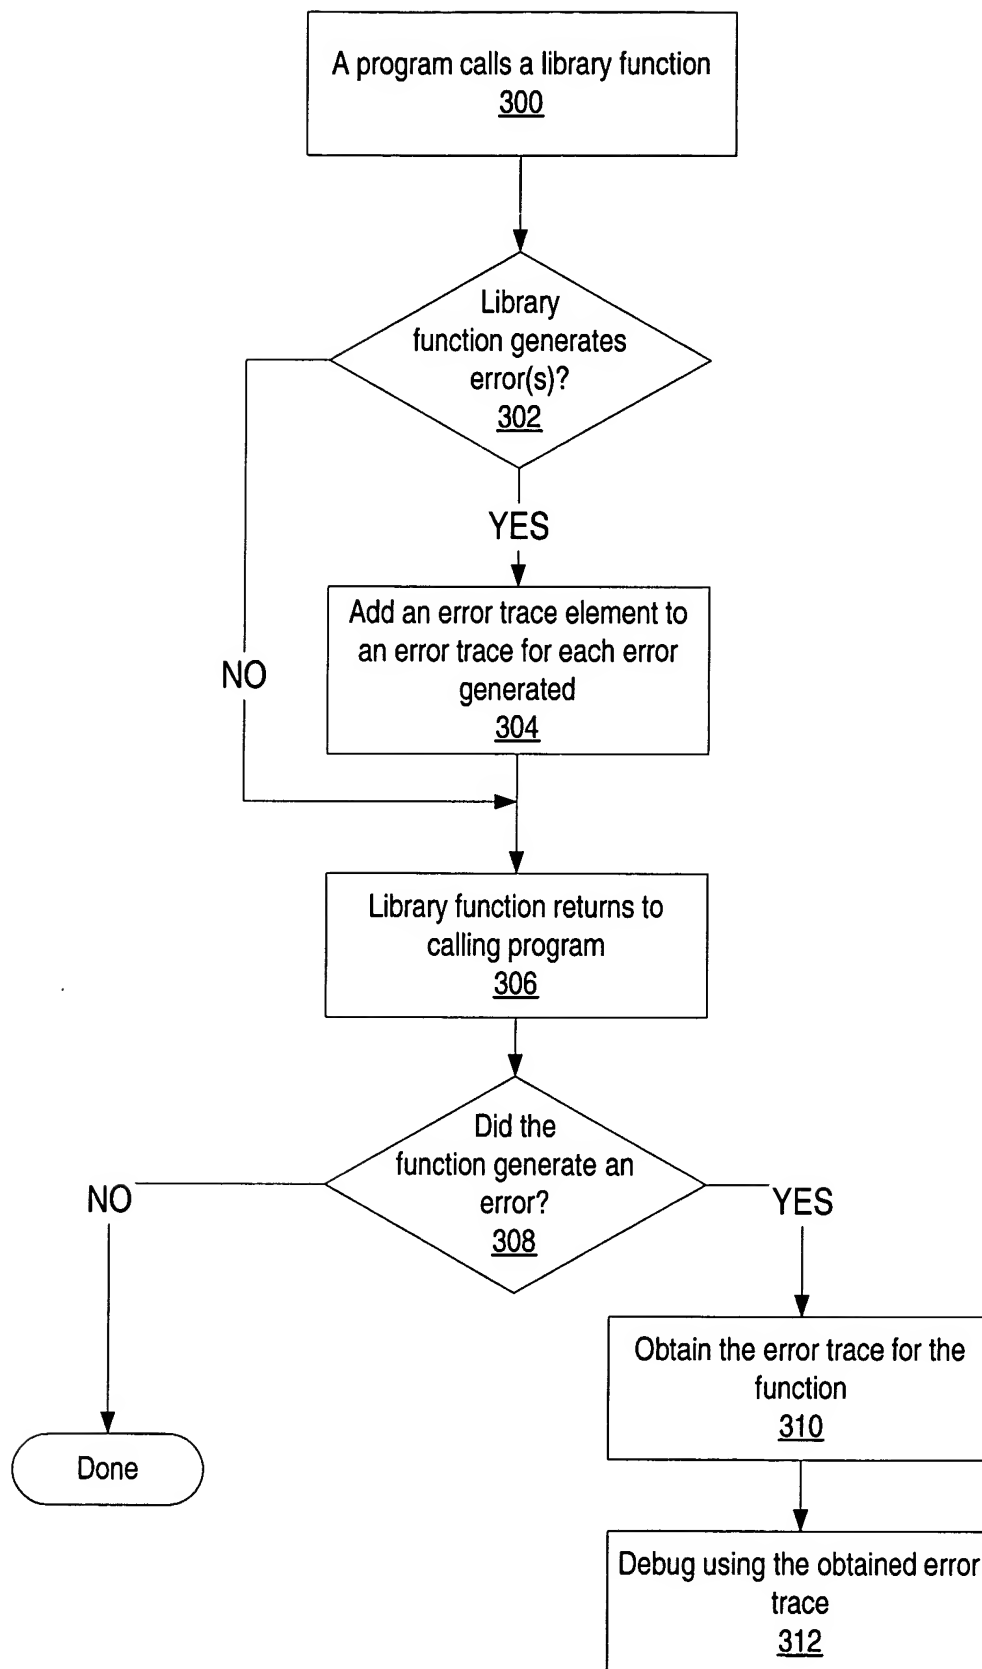 A program calls a library function
300
Library
function generates
error(s)?
302
YES
Add an error trace element to
an error trace for each error
generated
304
NO
Library function returns to
calling program
306
Did the
function generate an
error?
308
NO
YES
Obtain the error trace for the
function
310
Done
Debug using the obtained error
trace
312